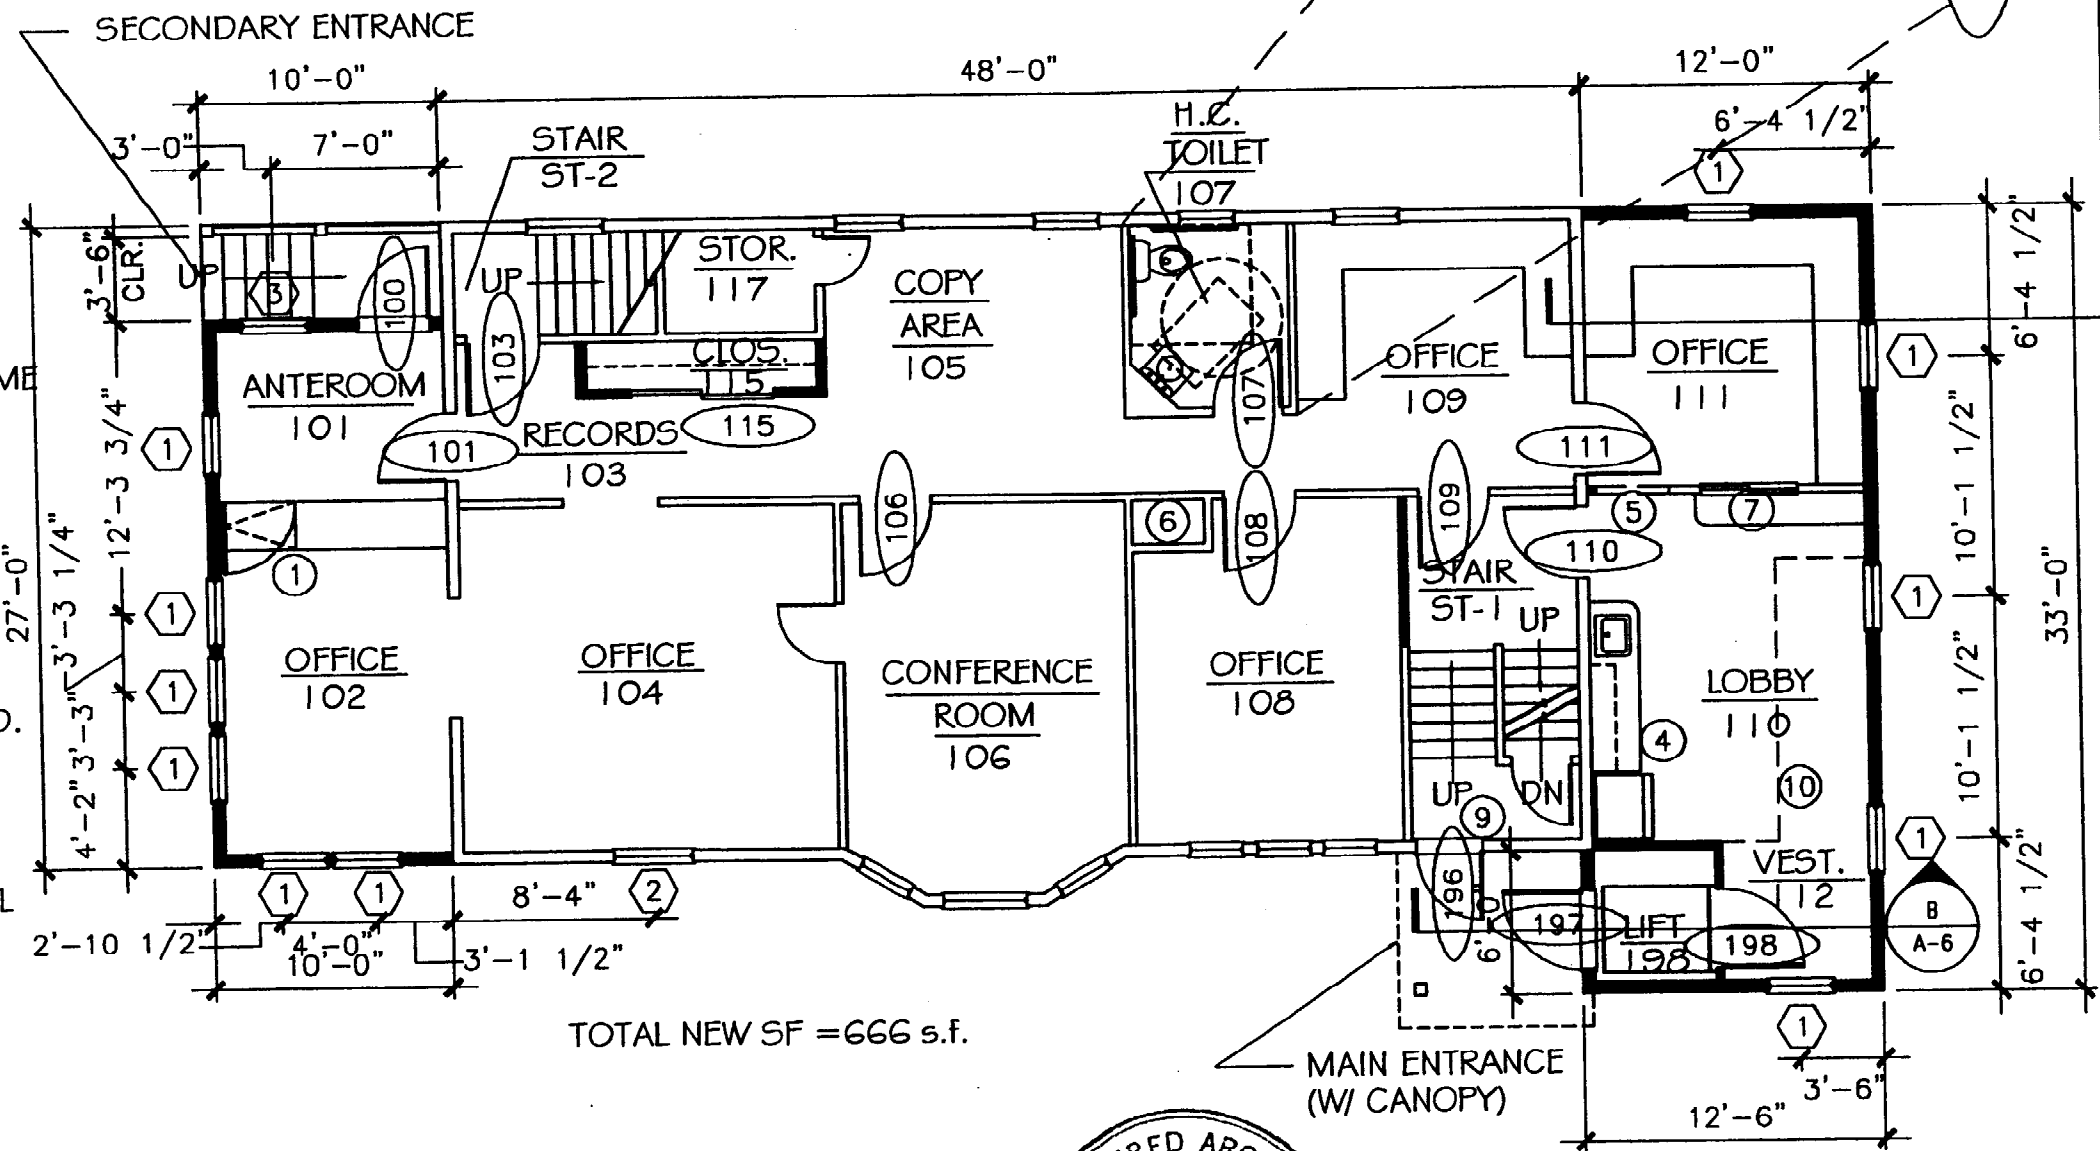 SECONDARY ENTRANCE
10'-0"
48'-0"
12'-0"
3'-0"
7'-0"
STAIR
ST-2
H.C.
TOILET
107
6'-4 1/2"
1
3'-6"
CLR.
UP
3
100
UP
103
STOR.
117
CLOS.
115
115
COPY
AREA
105
107
OFFICE
109
OFFICE
111
111
1
6'-4 1/2"
ANTEROOM
101
101
RECORDS
103
1
12'-3 3/4"
27'-0"
3'-3 1/4"
3'-3"
4'-2"
1
1
1
1
OFFICE
102
OFFICE
104
106
CONFERENCE
ROOM
106
6
108
OFFICE
108
109
110
5
7
STAIR
ST-1
UP
UP
DN
9
4
LOBBY
110
10
10'-1 1/2"
1
33'-0"
10'-1 1/2"
1
VEST.
112
6'-4 1/2"
B
A-6
196
197
LIFT
198
198
6'
1
1
2
8'-4"
2'-10 1/2"
4'-0"
10'-0"
3'-1 1/2"
1
3'-6"
12'-6"
TOTAL NEW SF =666 s.f.
MAIN ENTRANCE
(W/ CANOPY)